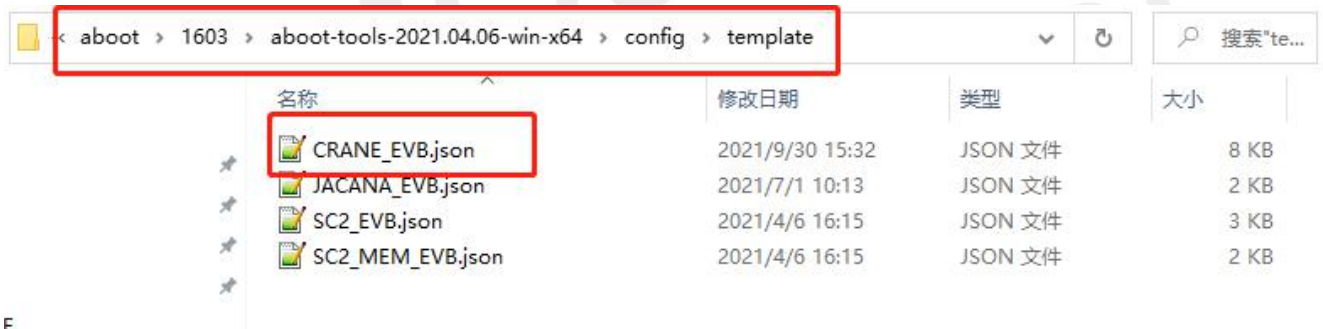 « aboot › 1603 › aboot-tools-2021.04.06-win-x64 › config › template 搜索"te...
名称 修改日期 类型 大小
CRANE_EVB.json 2021/9/30 15:32 JSON 文件 8 KB
JACANA_EVB.json 2021/7/1 10:13 JSON 文件 2 KB
SC2_EVB.json 2021/4/6 16:15 JSON 文件 3 KB
SC2_MEM_EVB.json 2021/4/6 16:15 JSON 文件 2 KB